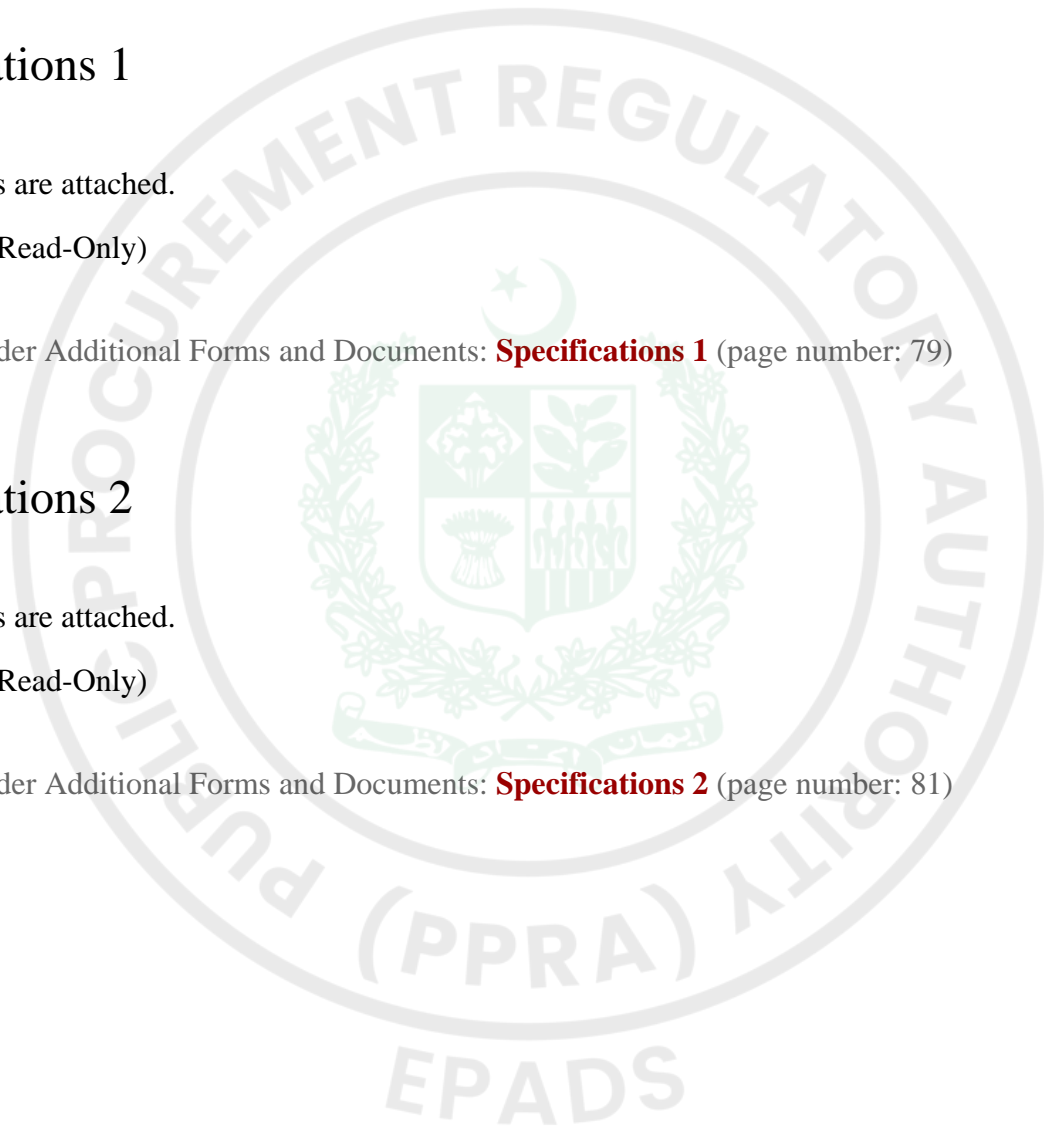 ations 1
s are attached.
Read-Only)
der Additional Forms and Documents: Specifications 1 (page number: 79)
ations 2
s are attached.
Read-Only)
der Additional Forms and Documents: Specifications 2 (page number: 81)
PUBLIC PROCUREMENT REGULATORY AUTHORITY
(PPRA)
EPADS